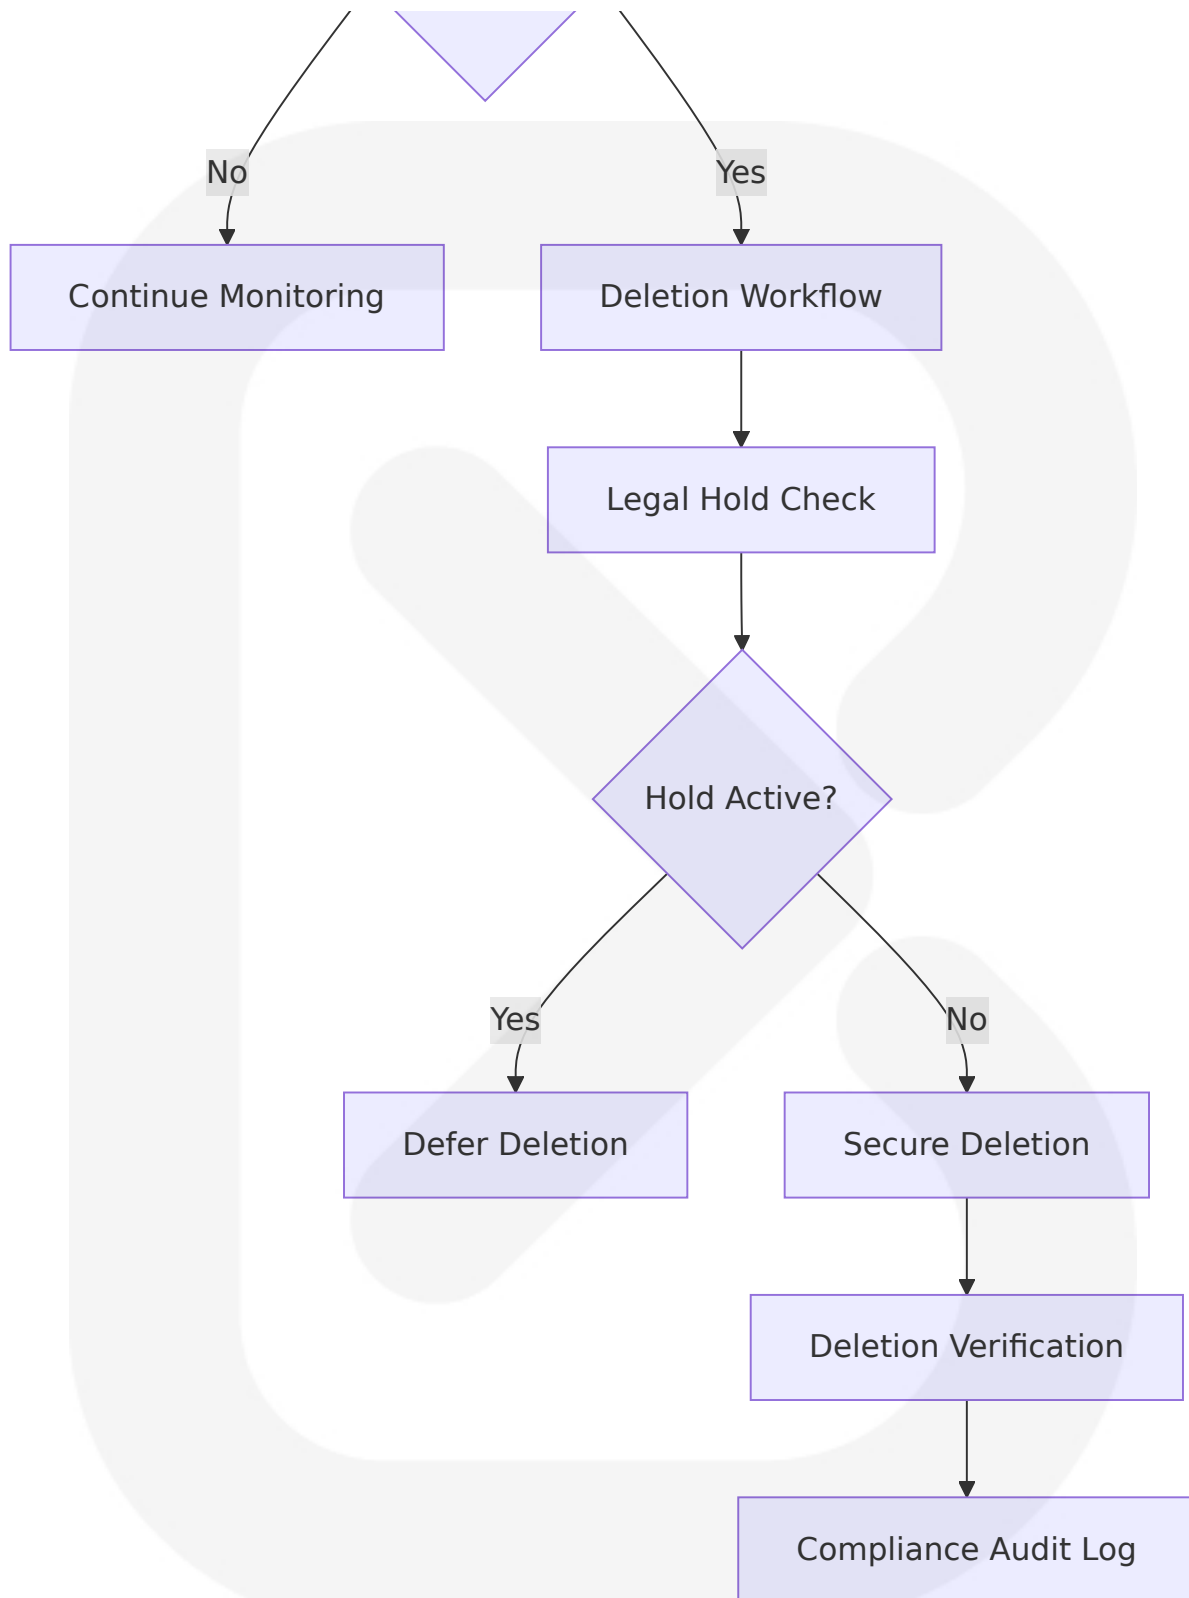 No
Yes
Continue Monitoring
Deletion Workflow
Legal Hold Check
Hold Active?
Yes
No
Defer Deletion
Secure Deletion
Deletion Verification
Compliance Audit Log